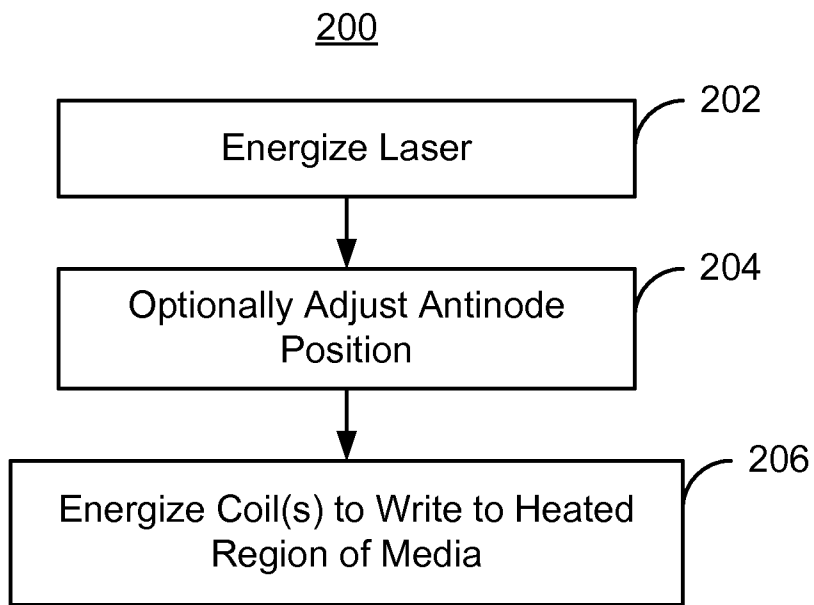 200
202
Energize Laser
204
Optionally Adjust Antinode
Position
206
Energize Coil(s) to Write to Heated
Region of Media